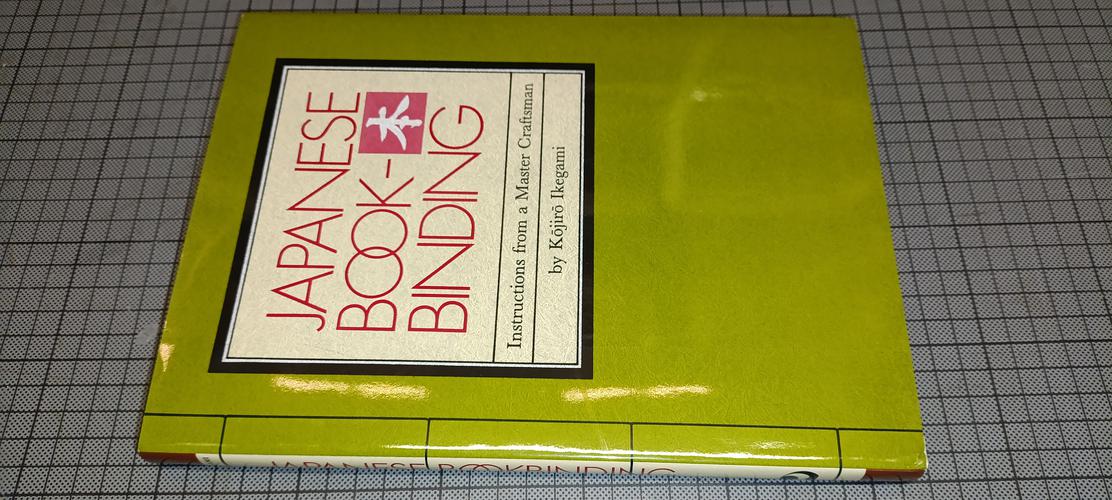 JAPANESE
BOOK-本
BINDING
Instructions from a Master Craftsman
by Kōjirō Ikegami
JAPANESE BOOKBINDING